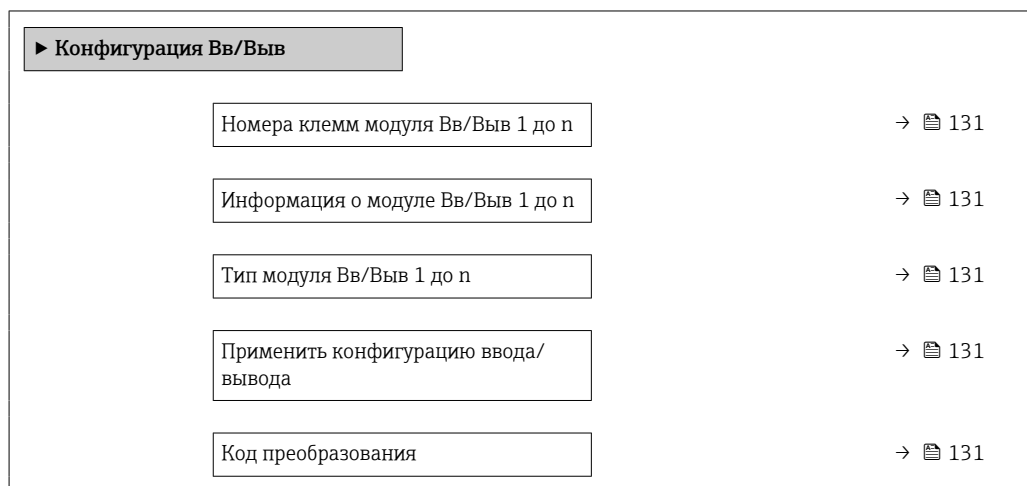 ► Конфигурация Вв/Выв
Номера клемм модуля Вв/Выв 1 до n → 131
Информация о модуле Вв/Выв 1 до n → 131
Тип модуля Вв/Выв 1 до n → 131
Применить конфигурацию ввода/ → 131
вывода
Код преобразования → 131